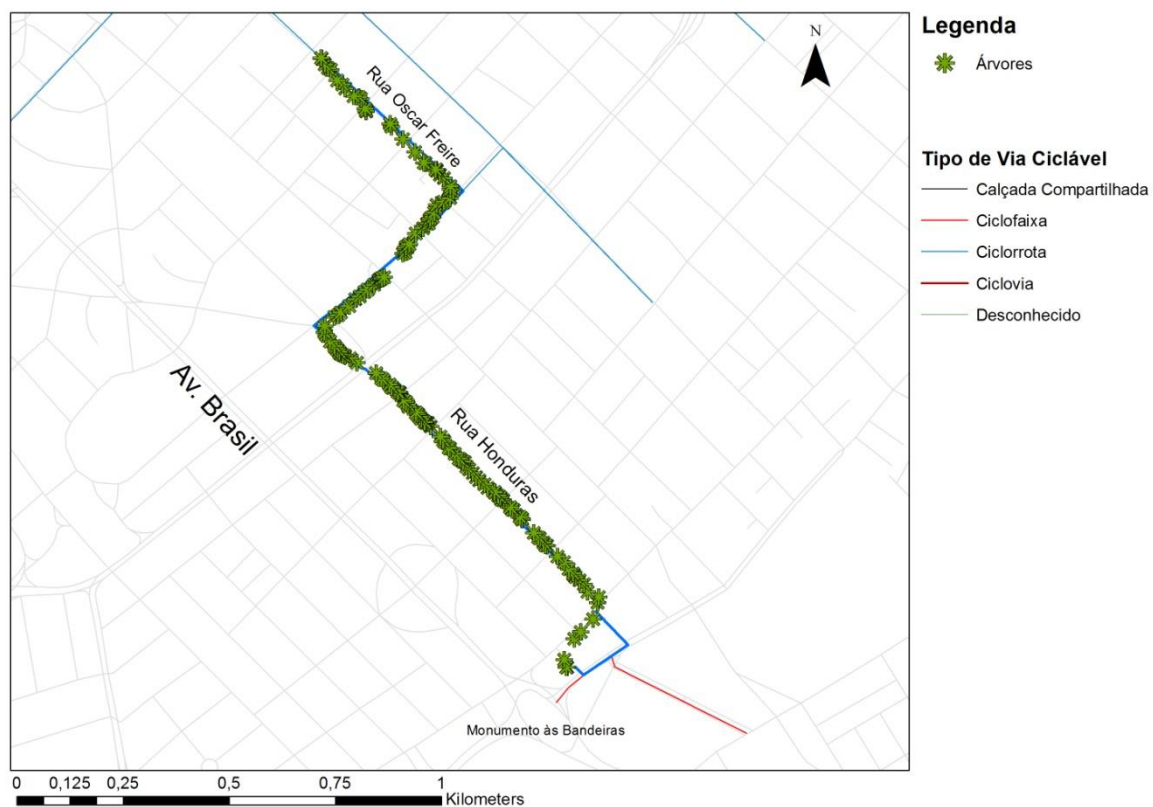 N
Rua Oscar Freire
Av. Brasil
Rua Honduras
Monumento às Bandeiras
0 0,125 0,25 0,5 0,75 1
Kilometers
Legenda
Árvores
Tipo de Via Ciclável
Calçada Compartilhada
Ciclofaixa
Ciclorrota
Ciclovia
Desconhecido